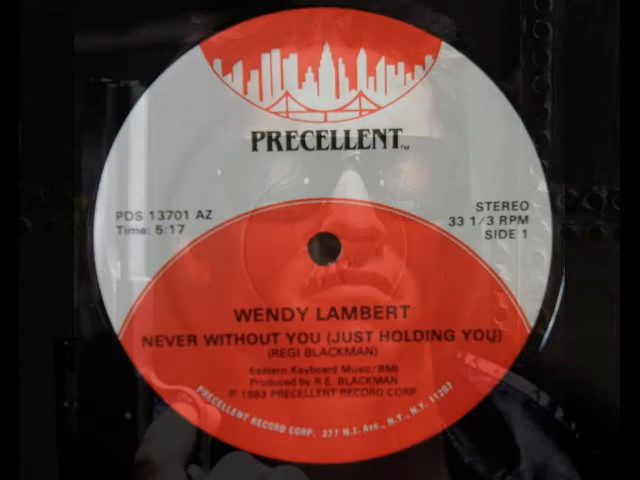 PRECELLENT™
PDS 13701 AZ
Time: 5:17
STEREO
33 1/3 RPM
SIDE 1
WENDY LAMBERT
NEVER WITHOUT YOU (JUST HOLDING YOU)
(REGI BLACKMAN)
Eastern Keyboard Music/BMI
Produced by R.E. BLACKMAN
℗ 1983 PRECELLENT RECORD CORP.
PRECELLENT RECORD CORP. 377 N.J. Ave., N.Y., N.Y. 11207